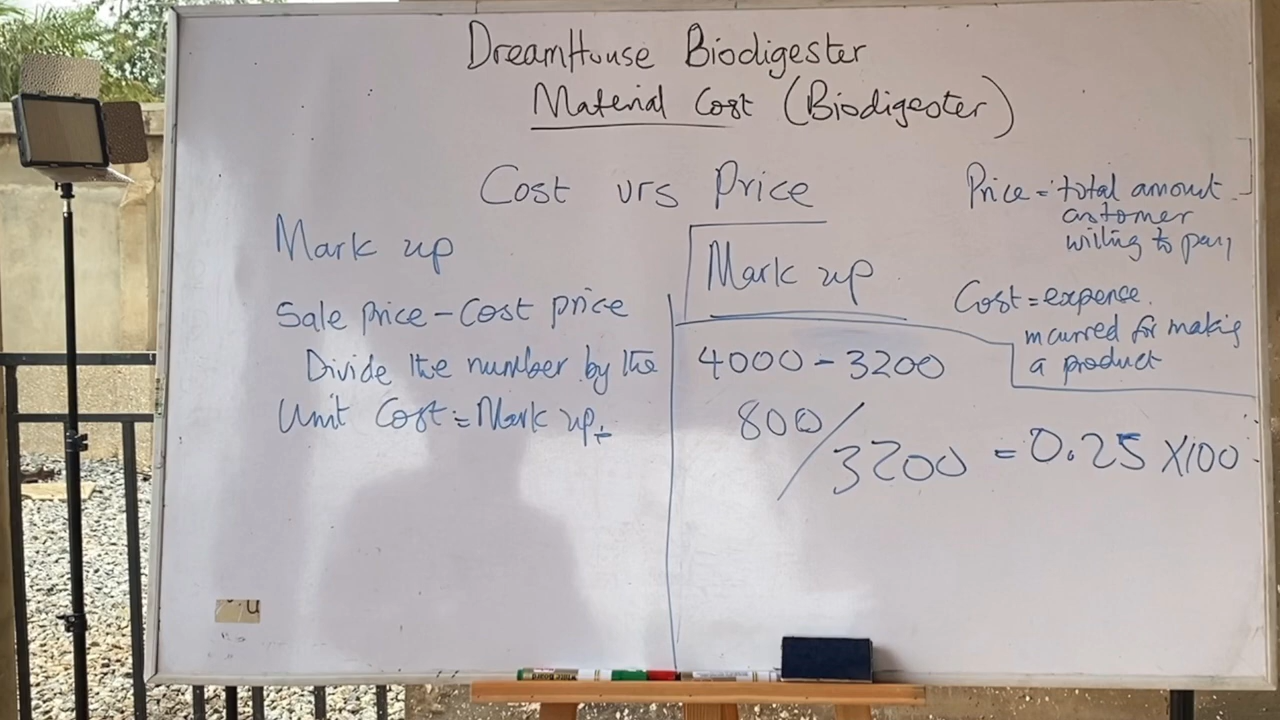 DreamHouse Biodigester
Material Cost (Biodigester)
Cost vrs Price
Price = total amount
customer
willing to pay
Cost = expence.
incurred for making
a product
Mark up
Sale Price - Cost price
Divide the number by the
Unit Cost = Mark up.
Mark up
4000 - 3200
800/3200 = 0.25 X100